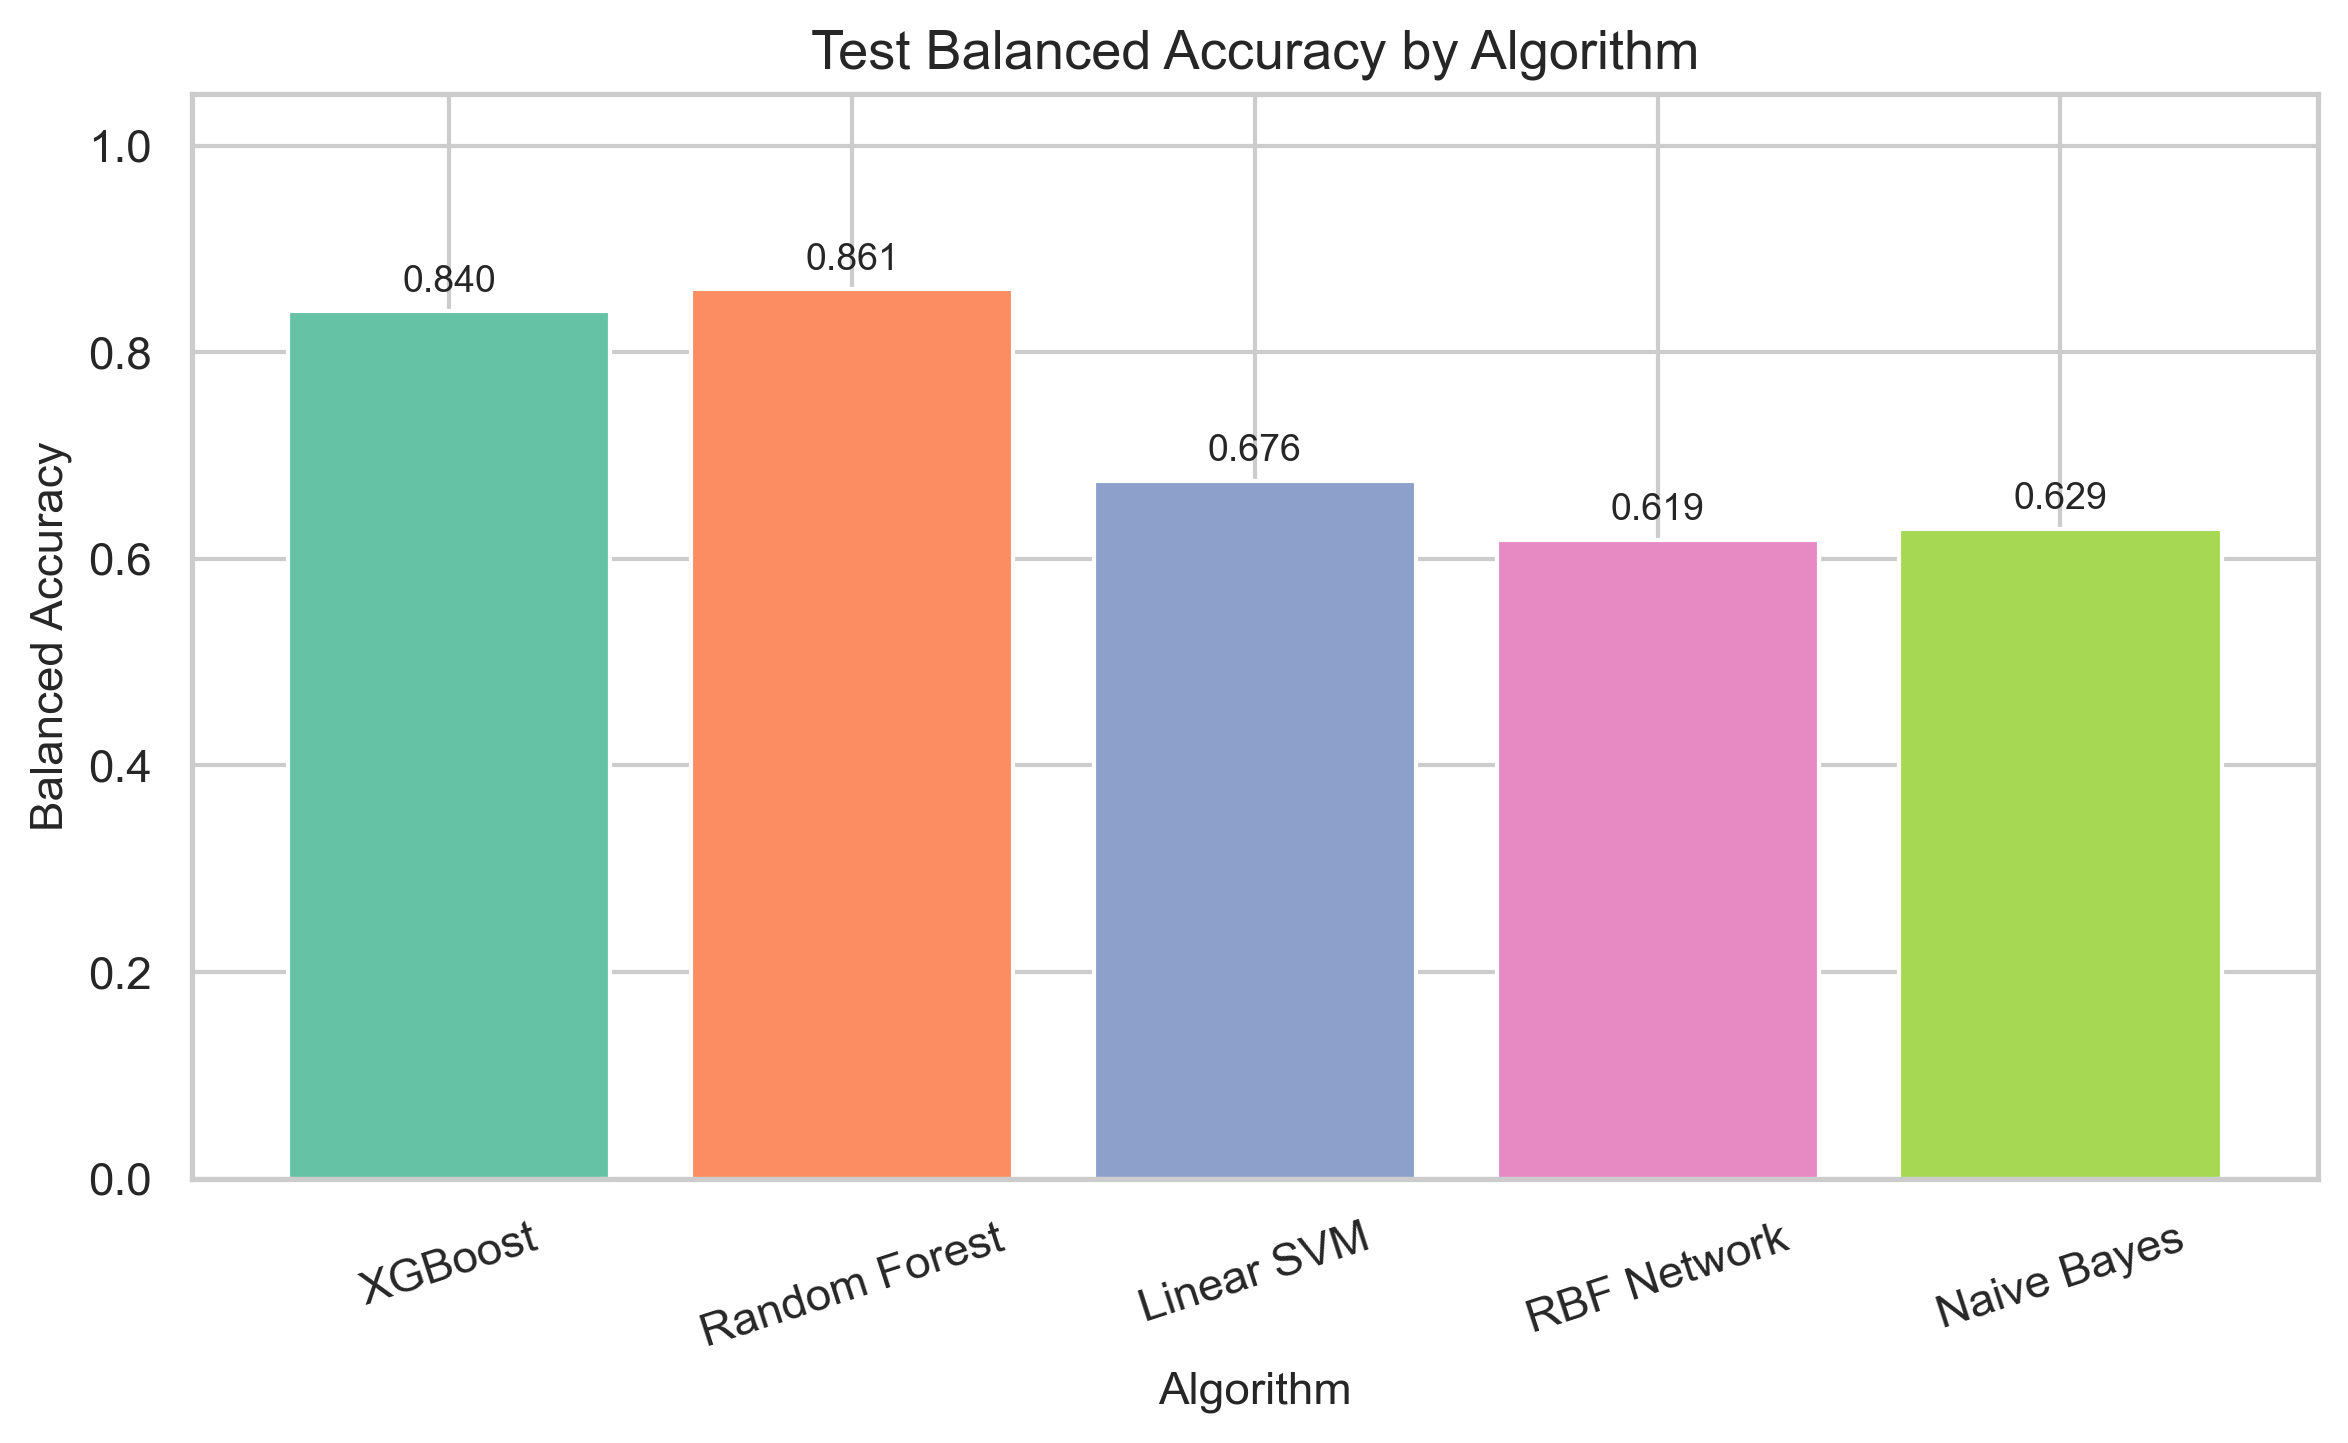 Test Balanced Accuracy by Algorithm
1.0
0.8
0.6
0.4
0.2
0.0
Balanced Accuracy
0.840
0.861
0.676
0.619
0.629
XGBoost
Random Forest
Linear SVM
RBF Network
Naive Bayes
Algorithm